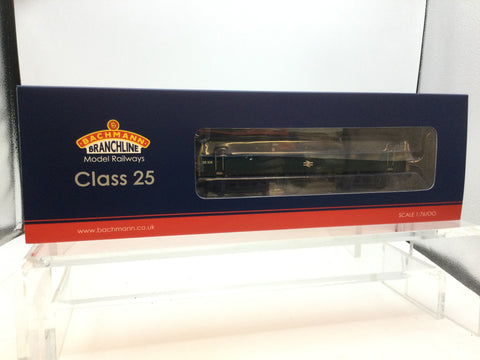 BACHMANN
BRANCHLINE
Model Railways
Class 25
www.bachmann.co.uk
SCALE 1:76/OO